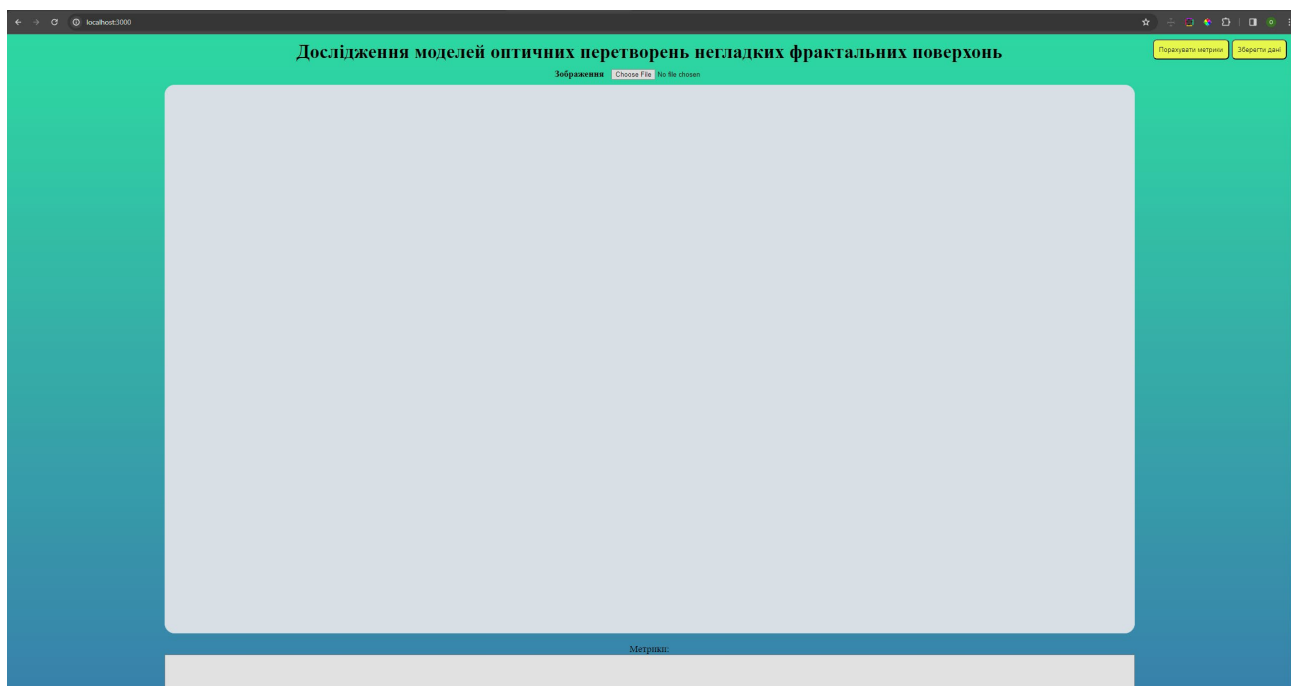 localhost:3000
Дослідження моделей оптичних перетворень негладких фрактальних поверхонь
Порахувати метрики
Зберегти дані
Зображення Choose File No file chosen
Метрики: